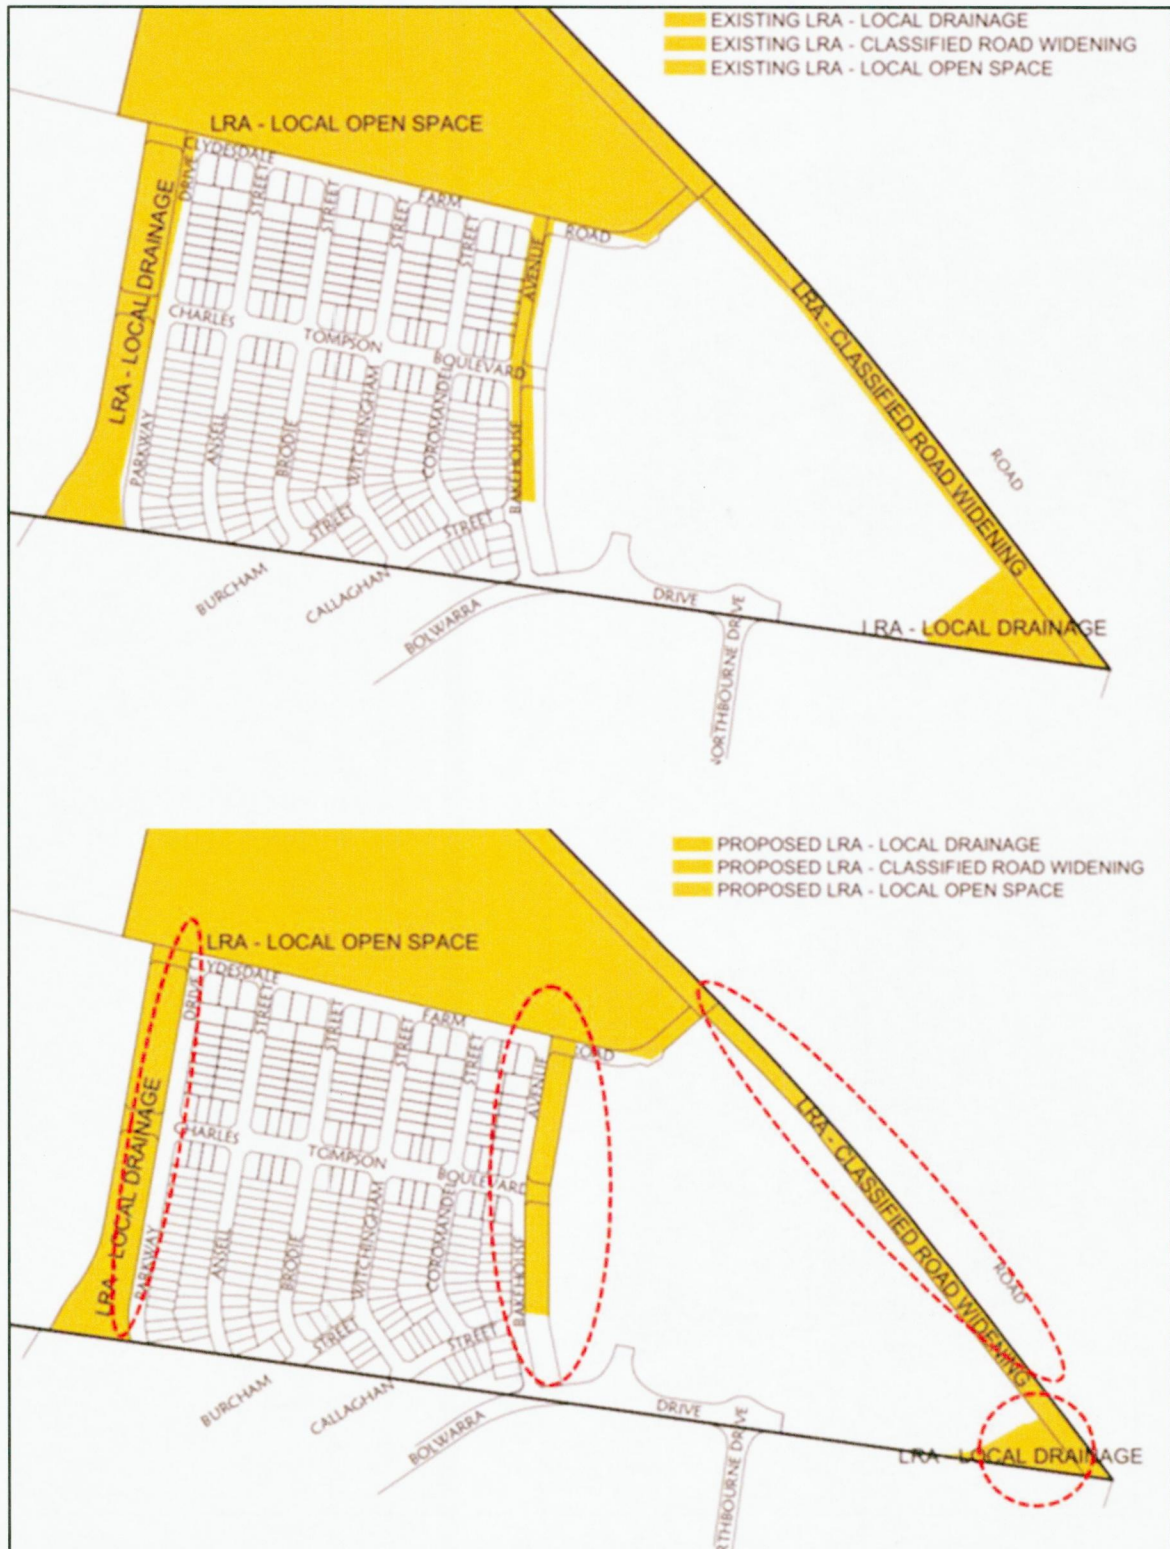 EXISTING LRA - LOCAL DRAINAGE
EXISTING LRA - CLASSIFIED ROAD WIDENING
EXISTING LRA - LOCAL OPEN SPACE
LRA - LOCAL OPEN SPACE
CLYDESDALE
FARM
ROAD
DRIVE
STREET
STREET
STREET
STREET
AVENUE
LRA - LOCAL DRAINAGE
CHARLES
TOMPSON
BOULEVARD
LRA - CLASSIFIED ROAD WIDENING
ROAD
PARKWAY
ANSELL
BRODIE
WITCHINGHAM
COROMANDEL
BAKEHOUSE
STREET
STREET
BURCHAM
CALLAGHAN
BOLWARRA
DRIVE
NORTHBOURNE DRIVE
LRA - LOCAL DRAINAGE
PROPOSED LRA - LOCAL DRAINAGE
PROPOSED LRA - CLASSIFIED ROAD WIDENING
PROPOSED LRA - LOCAL OPEN SPACE
LRA - LOCAL OPEN SPACE
CLYDESDALE
FARM
ROAD
DRIVE
STREET
STREET
STREET
STREET
AVENUE
LRA - LOCAL DRAINAGE
CHARLES
TOMPSON
BOULEVARD
LRA - CLASSIFIED ROAD WIDENING
ROAD
PARKWAY
ANSELL
BRODIE
WITCHINGHAM
COROMANDEL
BAKEHOUSE
STREET
STREET
BURCHAM
CALLAGHAN
BOLWARRA
DRIVE
RTHBOURNE DRIVE
LRA - LOCAL DRAINAGE